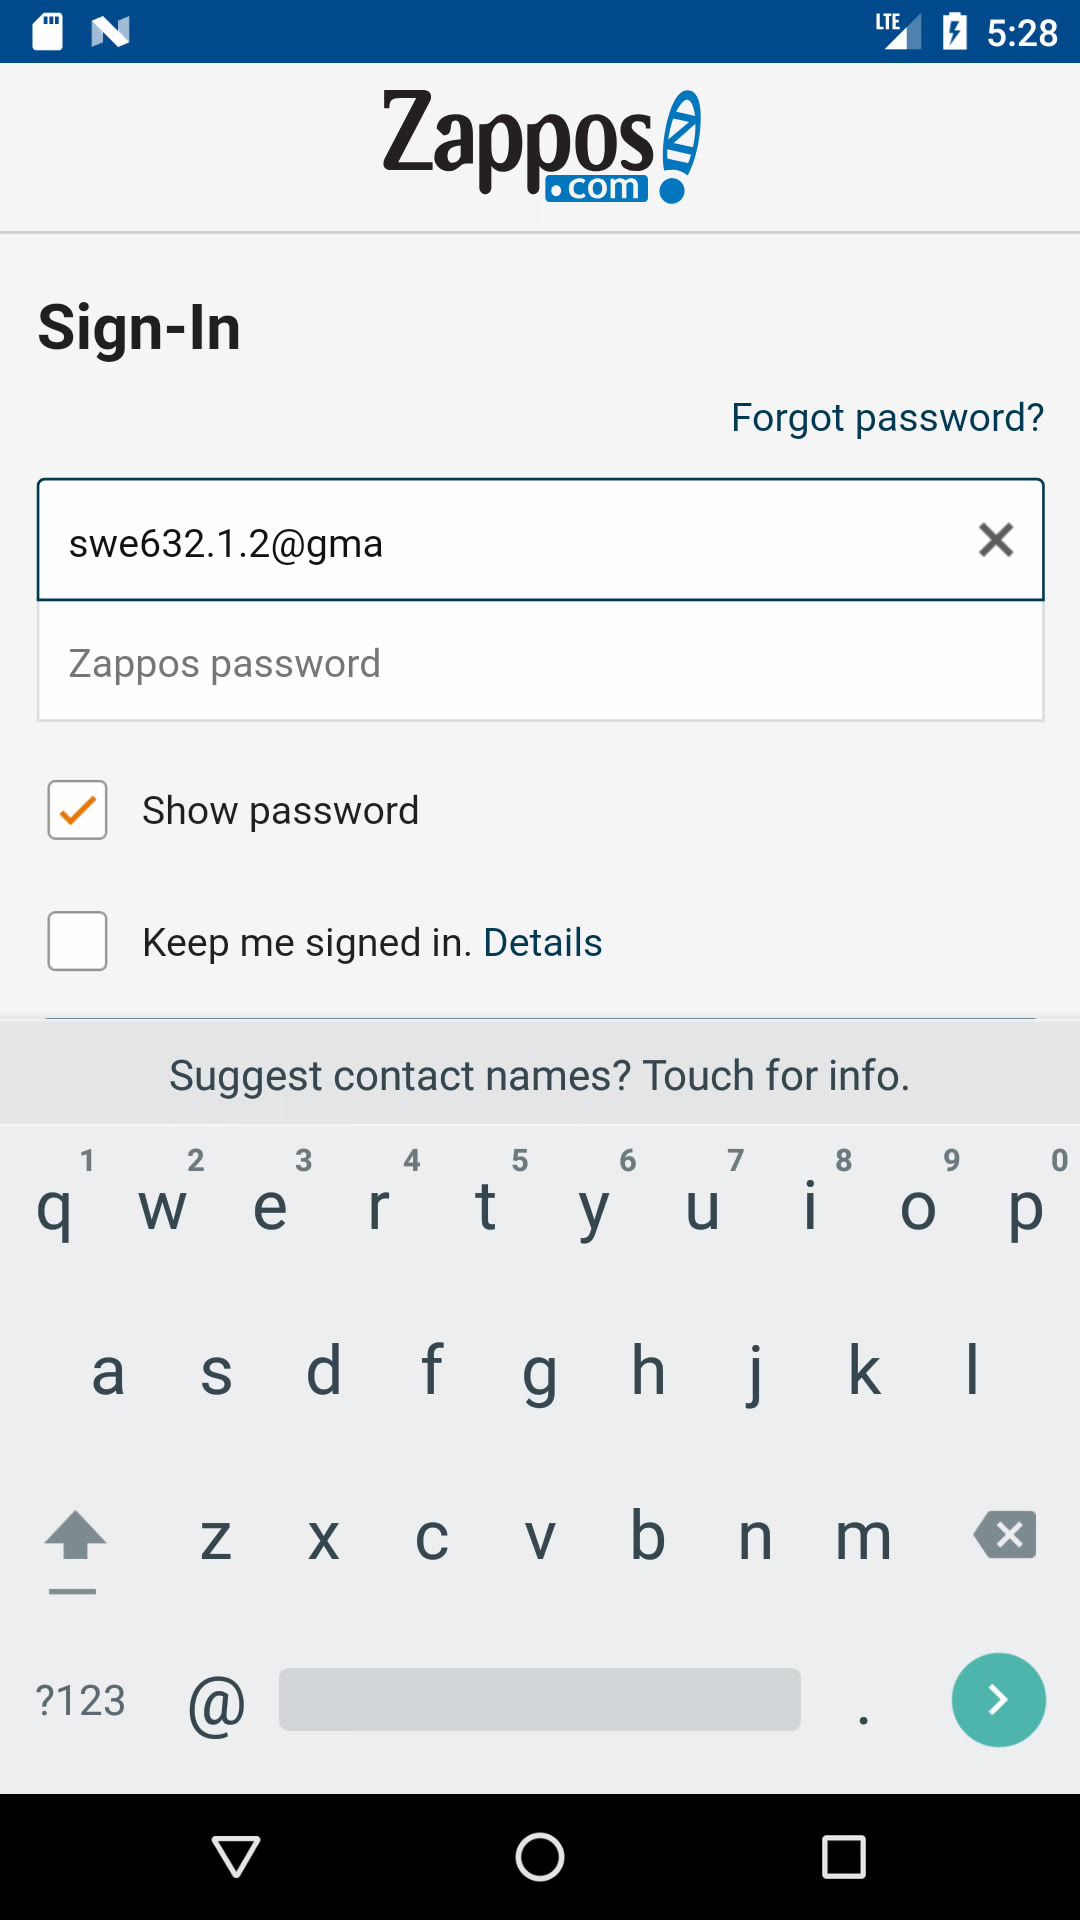 LTE 5:28
Zappos
.com
Sign-In
Forgot password?
swe632.1.2@gma
Zappos password
Show password
Keep me signed in. Details
Suggest contact names? Touch for info.
1 2 3 4 5 6 7 8 9 0
q w e r t y u i o p
a s d f g h j k l
z x c v b n m
?123 @ .